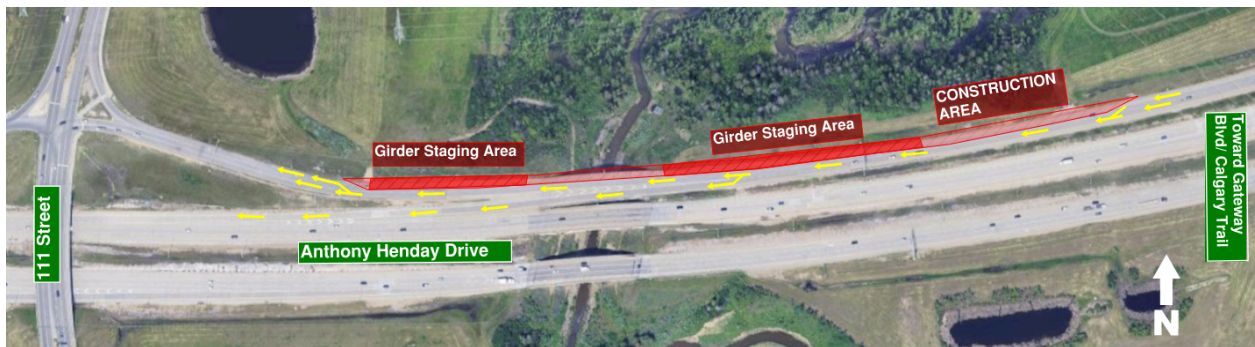 CONSTRUCTION
AREA
Girder Staging Area
Girder Staging Area
111 Street
Anthony Henday Drive
Toward Gateway
Blvd/ Calgary Trail
N